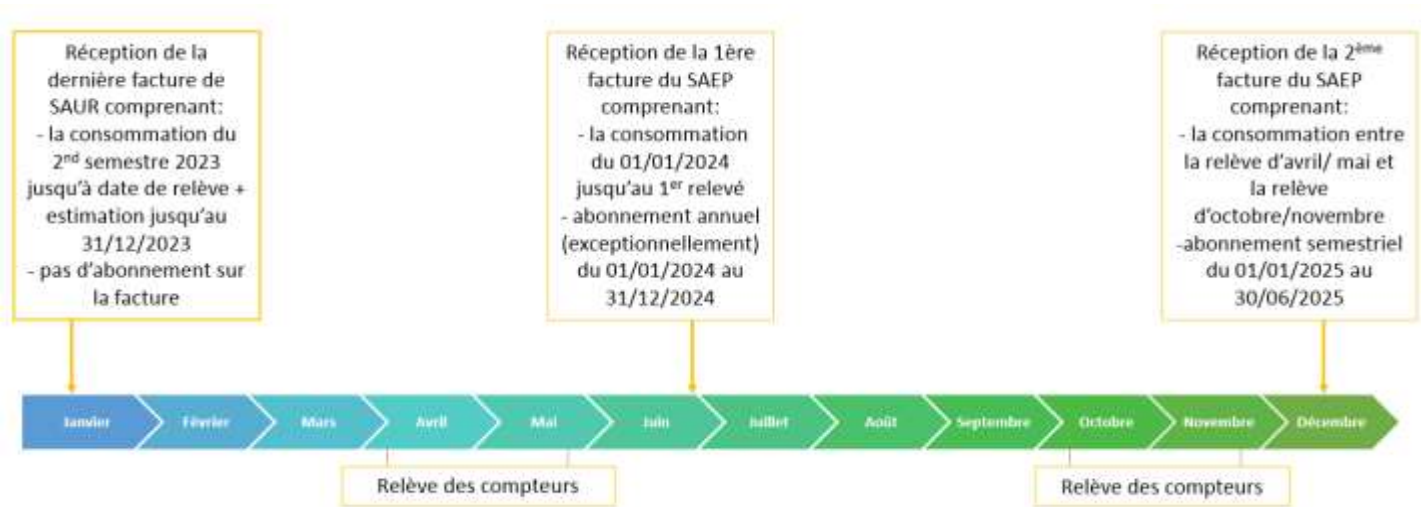 Réception de la
dernière facture de
SAUR comprenant:
- la consommation du
2nd semestre 2023
jusqu'à date de relève +
estimation jusqu'au
31/12/2023
- pas d'abonnement sur
la facture
Réception de la 1ère
facture du SAEP
comprenant:
- la consommation
du 01/01/2024
jusqu'au 1er relevé
- abonnement annuel
(exceptionnellement)
du 01/01/2024 au
31/12/2024
Réception de la 2ème
facture du SAEP
comprenant:
- la consommation entre
la relève d'avril/ mai et
la relève
d'octobre/novembre
-abonnement semestriel
du 01/01/2025 au
30/06/2025
Janvier Février Mars Avril Mai Juin Juillet Août Septembre Octobre Novembre Décembre
Relève des compteurs
Relève des compteurs